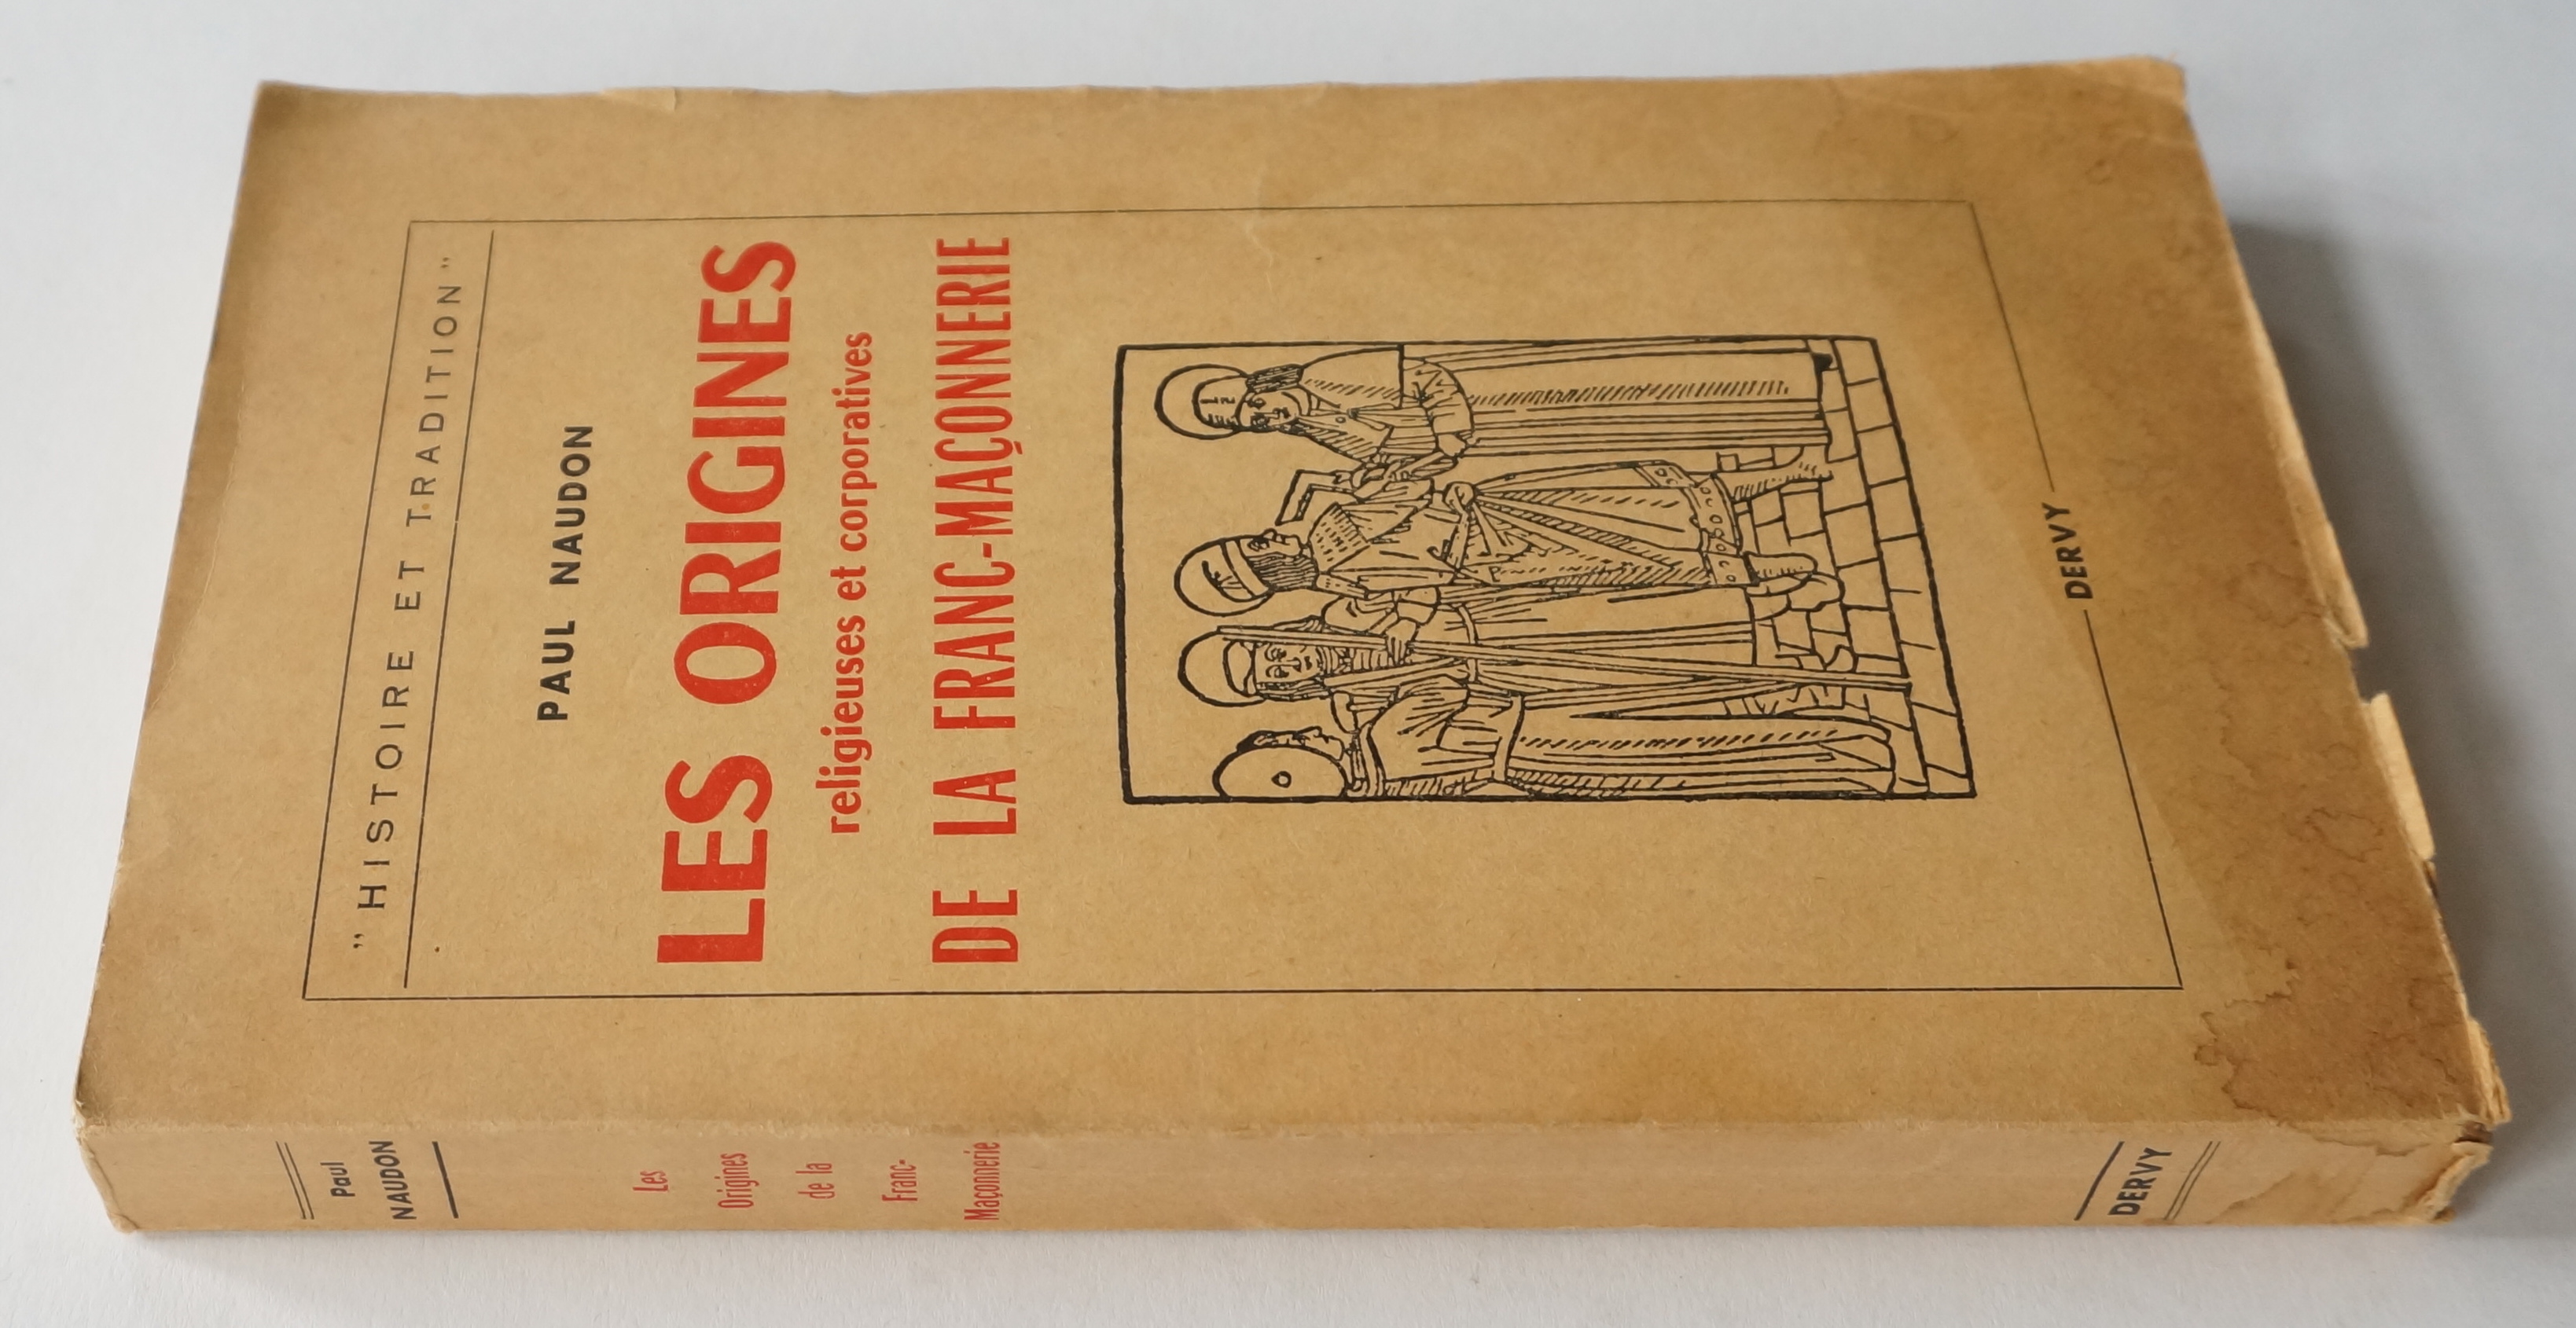 " HISTOIRE ET TRADITION "
PAUL NAUDON
LES ORIGINES
religieuses et corporatives
DE LA FRANC-MAÇONNERIE
DERVY
Paul
NAUDON
Les
Origines
de la
Franc-
Maçonnerie
DERVY